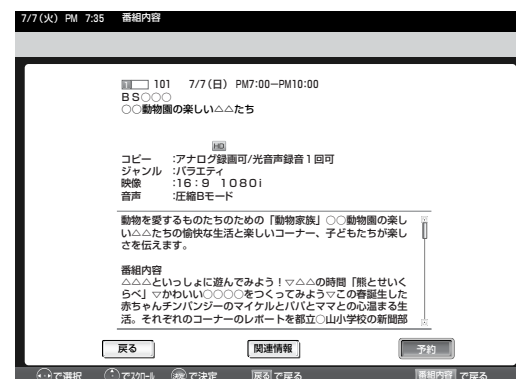 7/7(火) PM 7:35 番組内容
101 7/7(日) PM7:00−PM10:00
BS○○○
○○動物園の楽しい△△たち
HD
コピー :アナログ録画可/光音声録音1回可
ジャンル :バラエティ
映像 :16:9 1080i
音声 :圧縮Bモード
動物を愛するものたちのための「動物家族」○○動物園の楽し
い△△たちの愉快な生活と楽しいコーナー、子どもたちが楽し
さを伝えます。
番組内容
△△△といっしょに遊んでみよう!▽△△の時間「熊とせいく
らべ」▽かわいい○○○○をつくってみよう▽この春誕生した
赤ちゃんチンパンジーのマイケルとパパとママとの心温まる生
活。それぞれのコーナーのレポートを都立○山小学校の新聞部
戻る 関連情報 予約
で選択 でスクロール 決定 で決定 戻る で戻る 番組内容 で戻る